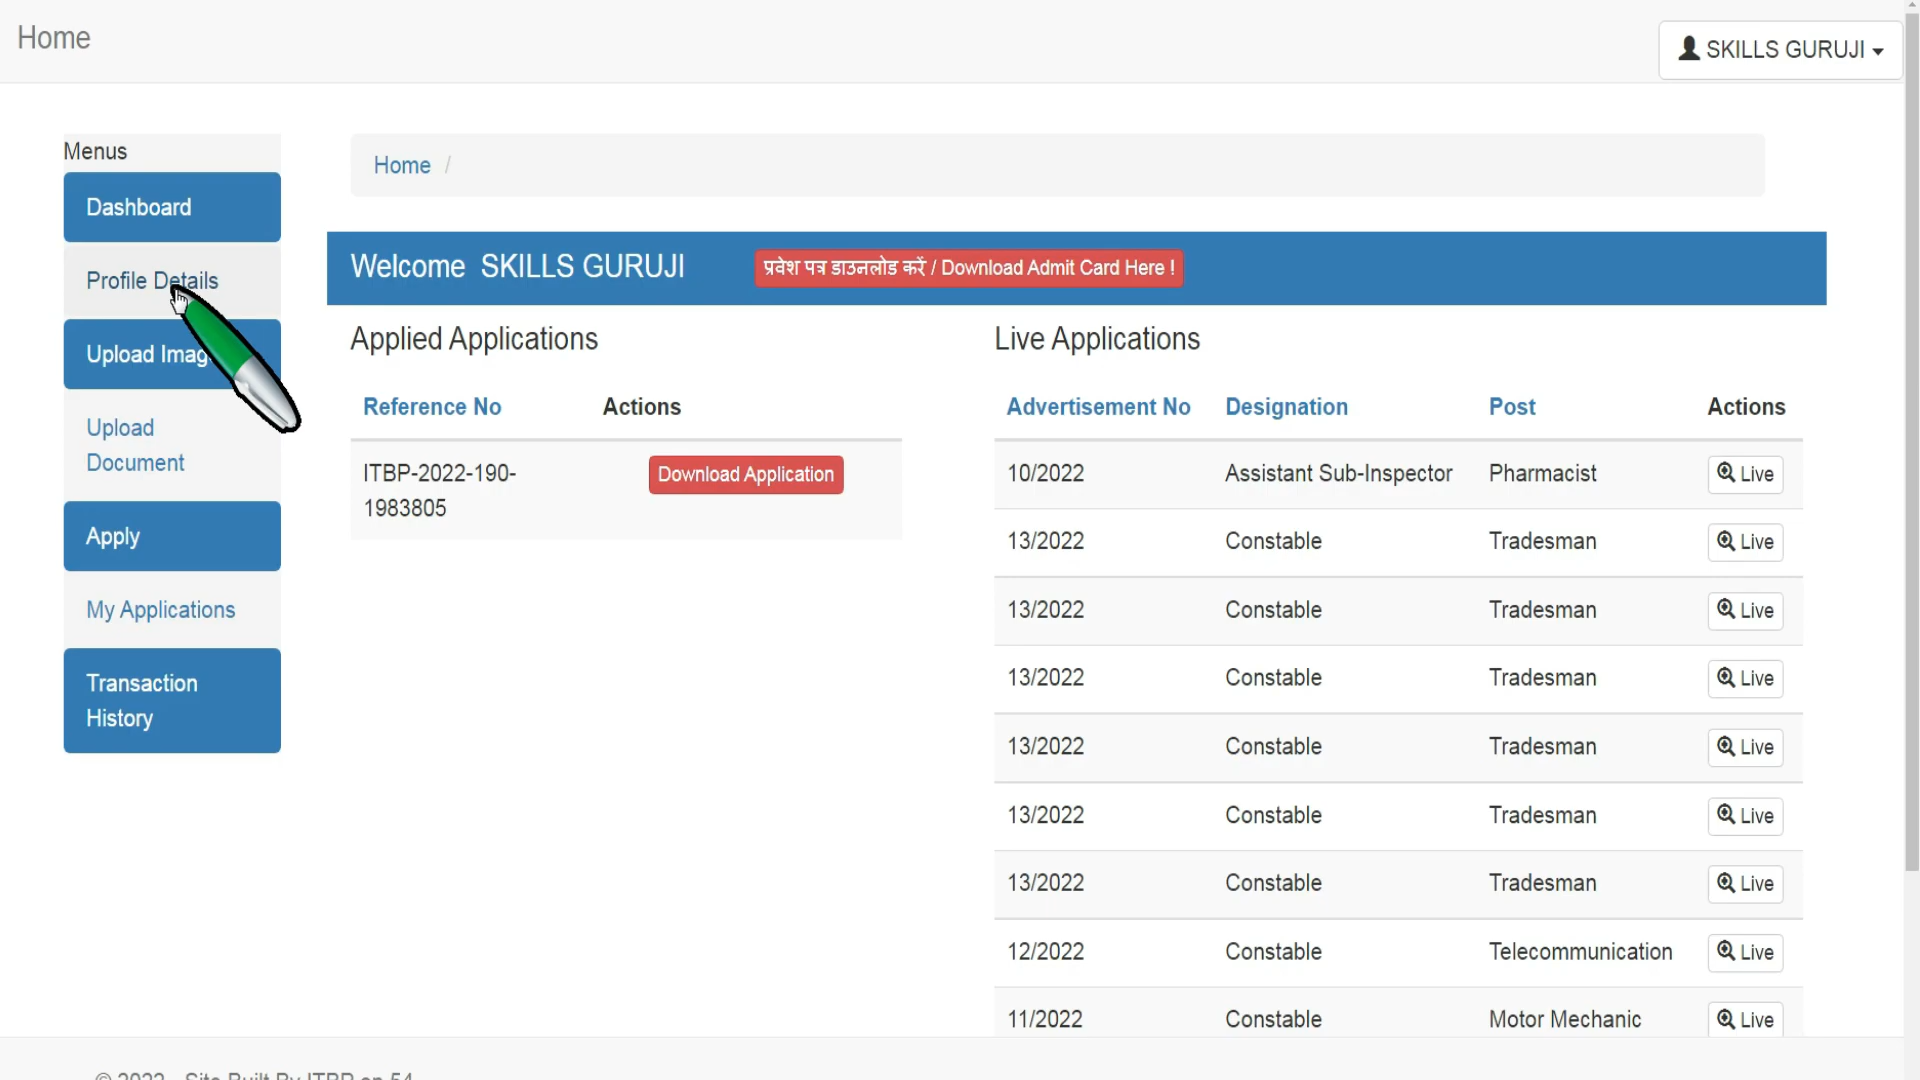 Home
SKILLS GURUJI
Menus
Dashboard
Profile Details
Upload
Upload
Document
Apply
My Applications
Transaction
History
Home /
Welcome SKILLS GURUJI
प्रवेश पत्र डाउनलोड करें / Download Admit Card Here !
Applied Applications
Reference No Actions
ITBP-2022-190-
1983805
Download Application
Live Applications
Advertisement No Designation Post Actions
10/2022 Assistant Sub-Inspector Pharmacist Live
13/2022 Constable Tradesman Live
13/2022 Constable Tradesman Live
13/2022 Constable Tradesman Live
13/2022 Constable Tradesman Live
13/2022 Constable Tradesman Live
13/2022 Constable Tradesman Live
12/2022 Constable Telecommunication Live
11/2022 Constable Motor Mechanic Live